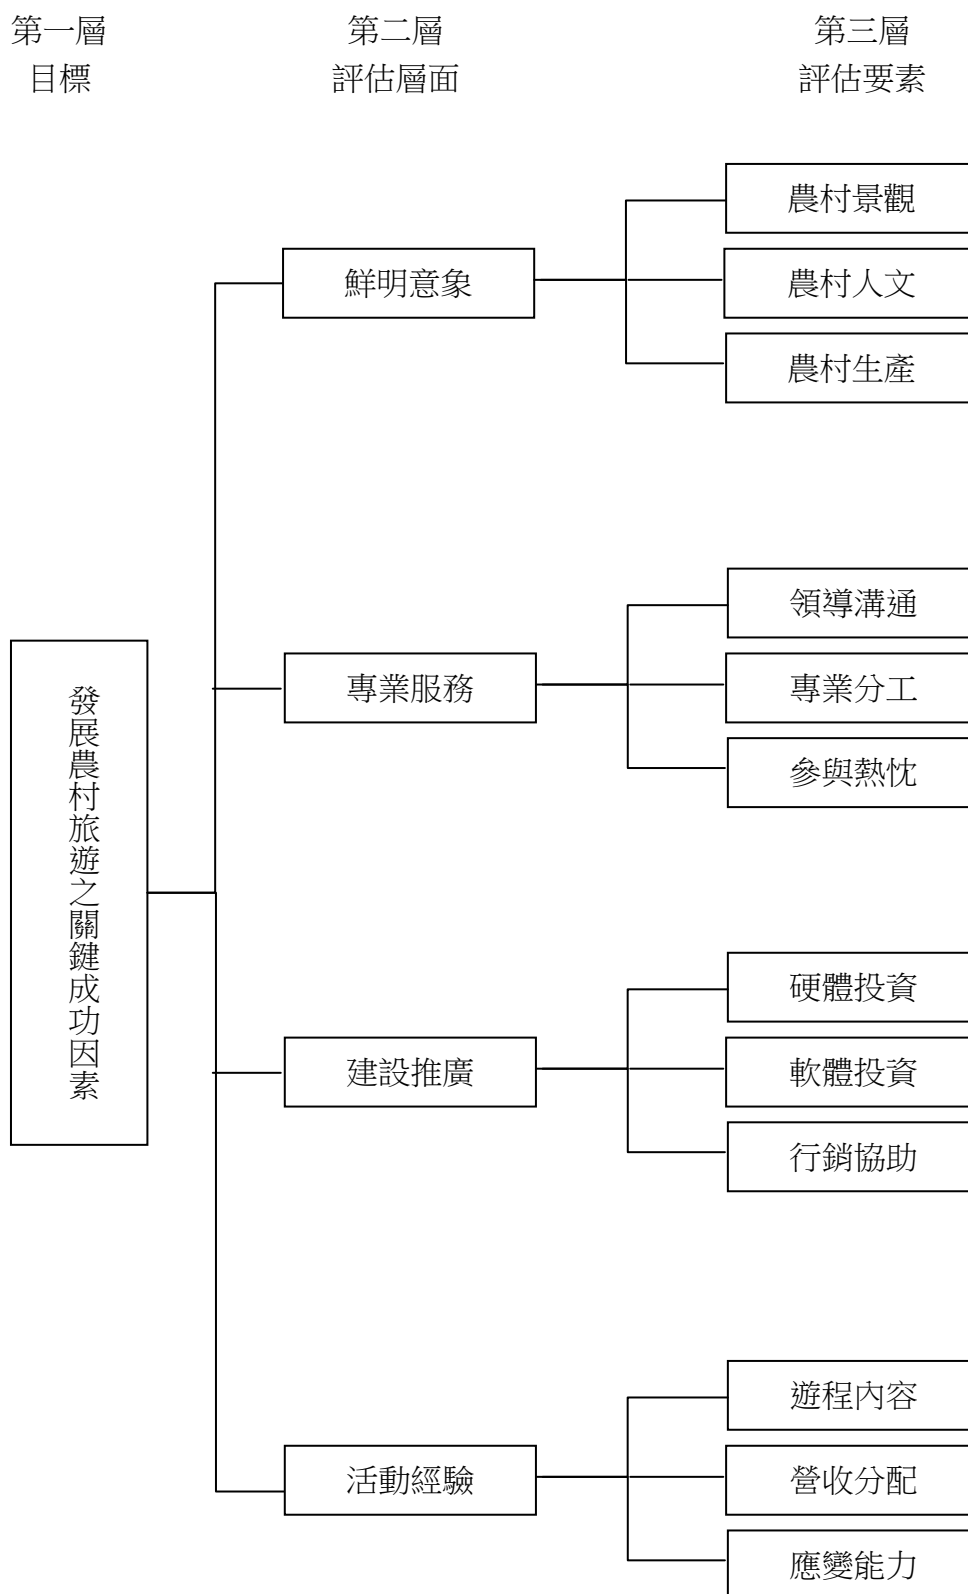 第一層
目標
第二層
評估層面
第三層
評估要素
發展農村旅遊之關鍵成功因素
鮮明意象
農村景觀
農村人文
農村生產
專業服務
領導溝通
專業分工
參與熱忱
建設推廣
硬體投資
軟體投資
行銷協助
活動經驗
遊程內容
營收分配
應變能力